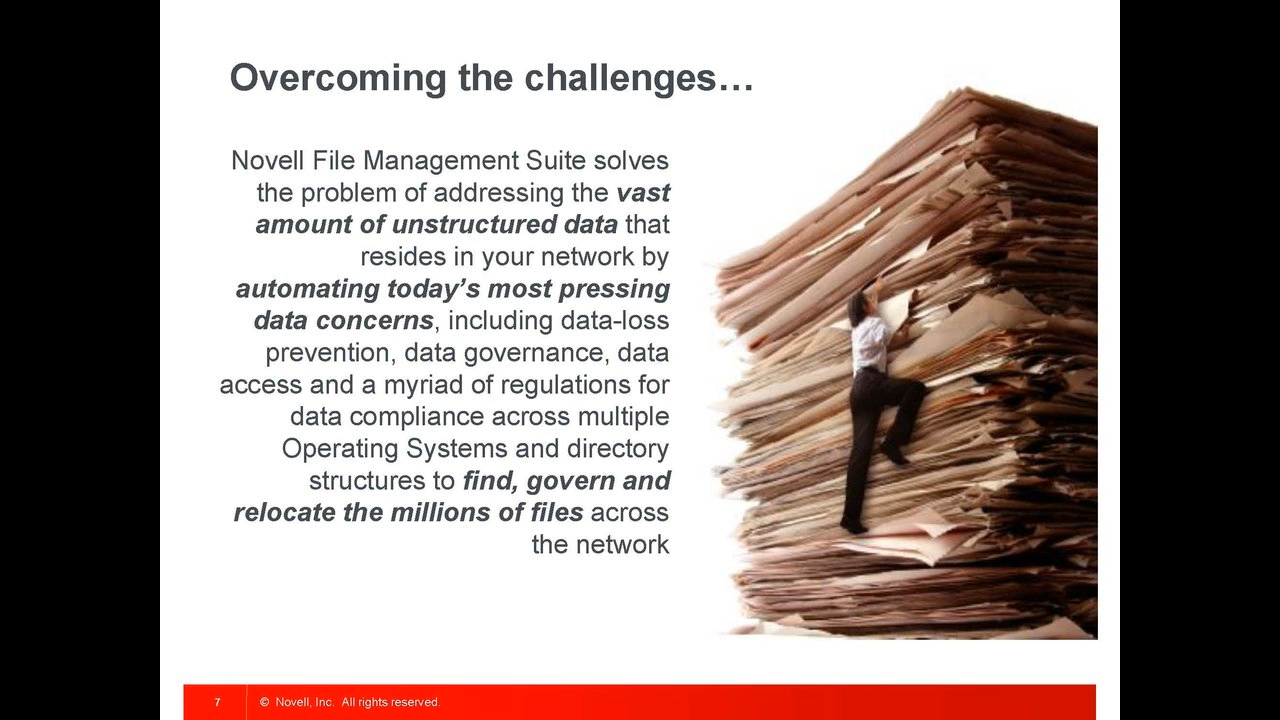 Overcoming the challenges…
Novell File Management Suite solves
the problem of addressing the vast
amount of unstructured data that
resides in your network by
automating today’s most pressing
data concerns, including data-loss
prevention, data governance, data
access and a myriad of regulations for
data compliance across multiple
Operating Systems and directory
structures to find, govern and
relocate the millions of files across
the network
7 © Novell, Inc. All rights reserved.